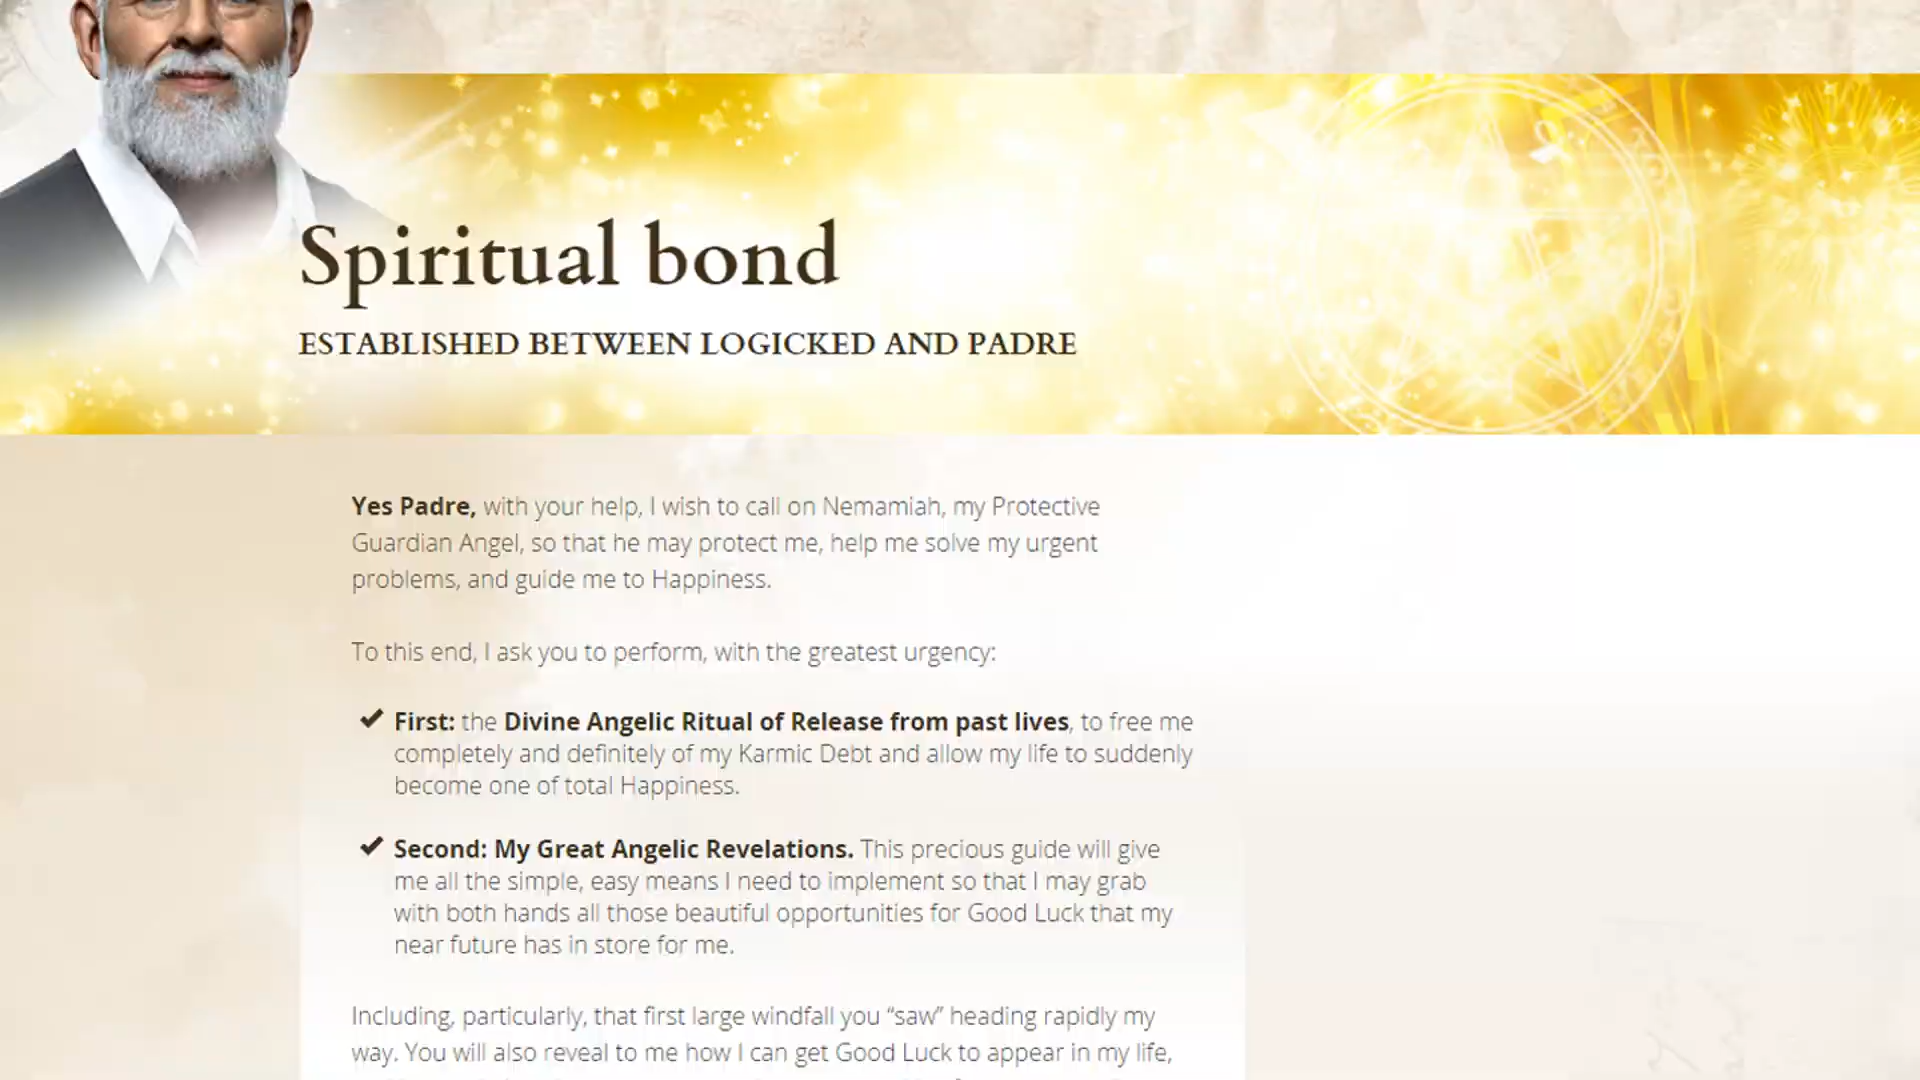 Spiritual bond
ESTABLISHED BETWEEN LOGICKED AND PADRE
Yes Padre, with your help, I wish to call on Nemamiah, my Protective
Guardian Angel, so that he may protect me, help me solve my urgent
problems, and guide me to Happiness.
To this end, I ask you to perform, with the greatest urgency:
✔ First: the Divine Angelic Ritual of Release from past lives, to free me
completely and definitely of my Karmic Debt and allow my life to suddenly
become one of total Happiness.
✔ Second: My Great Angelic Revelations. This precious guide will give
me all the simple, easy means I need to implement so that I may grab
with both hands all those beautiful opportunities for Good Luck that my
near future has in store for me.
Including, particularly, that first large windfall you “saw” heading rapidly my
way. You will also reveal to me how I can get Good Luck to appear in my life,